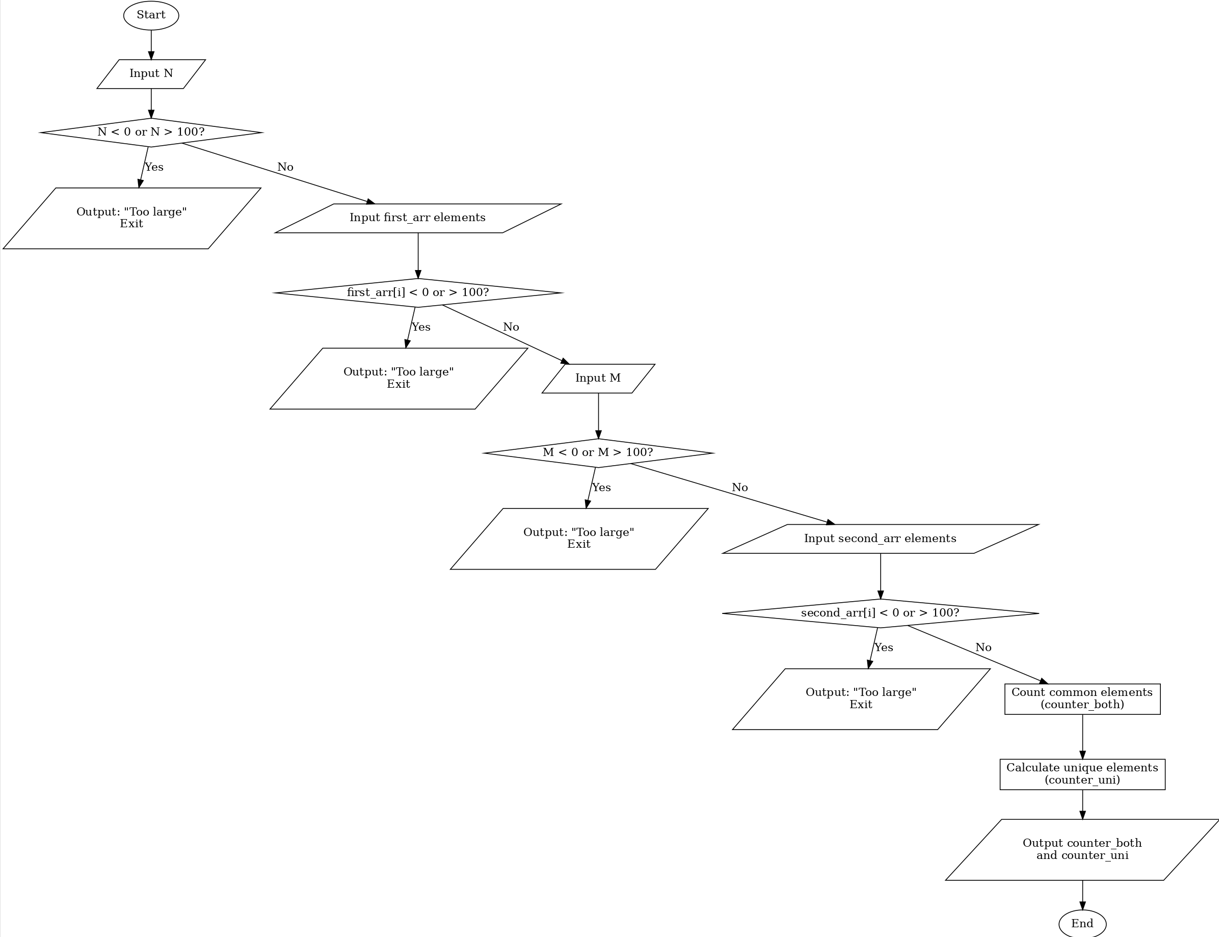 Start
Input N
N < 0 or N > 100?
Yes
No
Output: "Too large"
Exit
Input first_arr elements
first_arr[i] < 0 or > 100?
Yes
No
Output: "Too large"
Exit
Input M
M < 0 or M > 100?
Yes
No
Output: "Too large"
Exit
Input second_arr elements
second_arr[i] < 0 or > 100?
Yes
No
Output: "Too large"
Exit
Count common elements
(counter_both)
Calculate unique elements
(counter_uni)
Output counter_both
and counter_uni
End